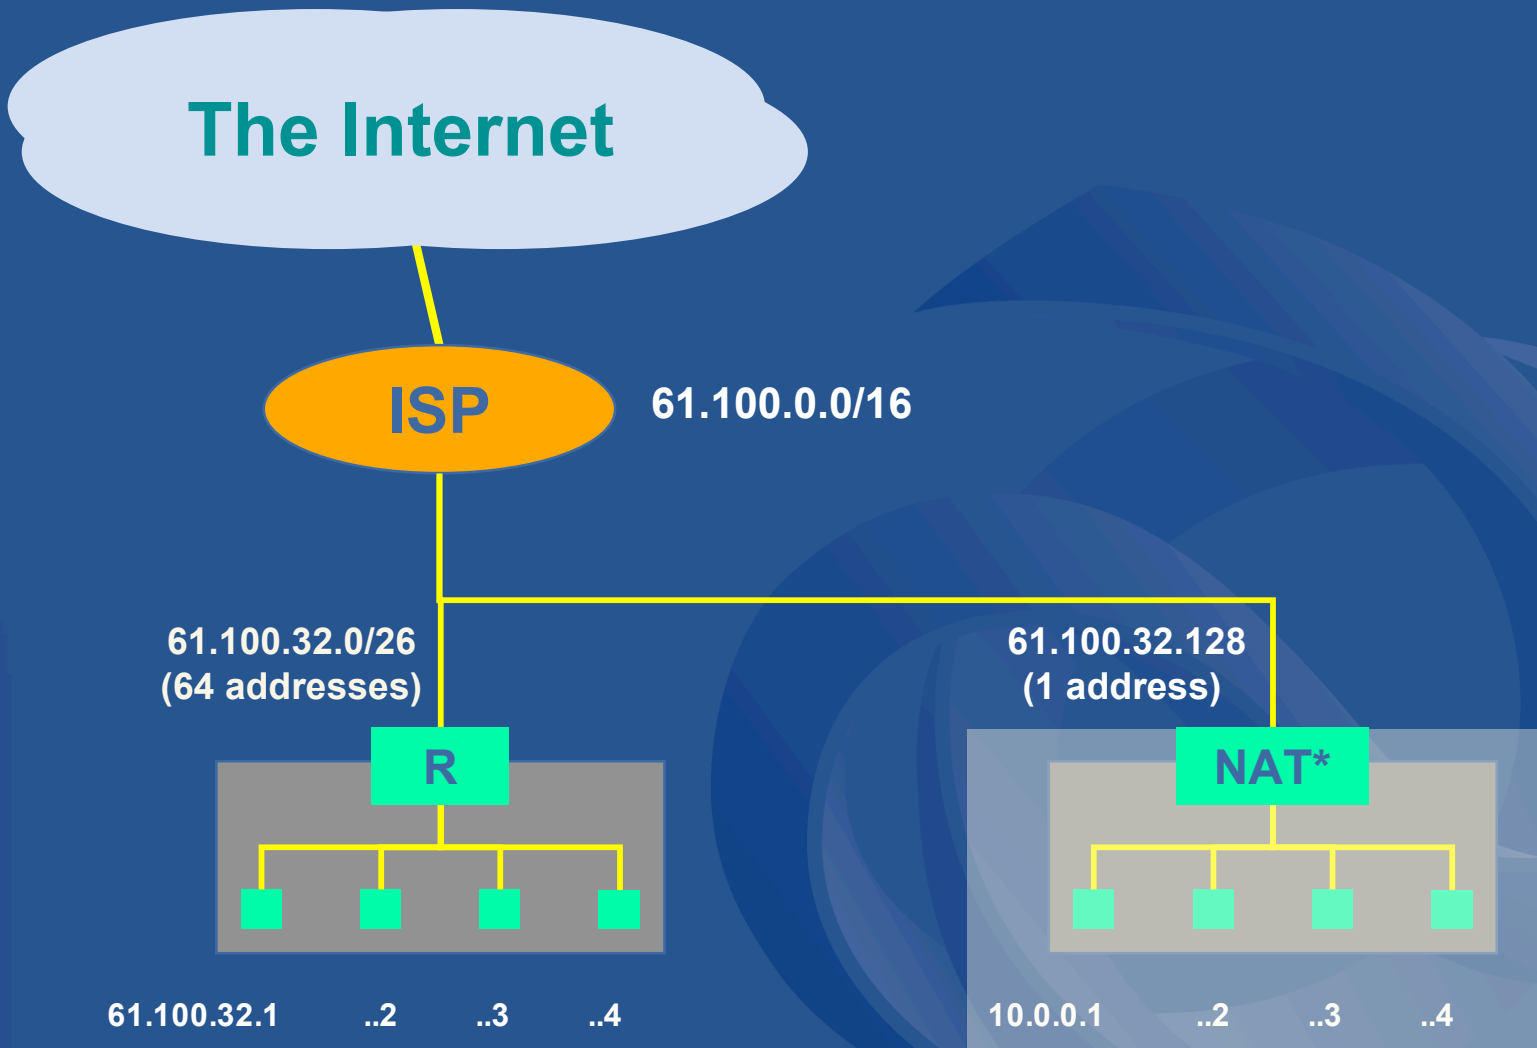 The Internet
ISP
61.100.0.0/16
61.100.32.0/26
(64 addresses)
61.100.32.128
(1 address)
R
NAT*
61.100.32.1 ..2 ..3 ..4
10.0.0.1 ..2 ..3 ..4